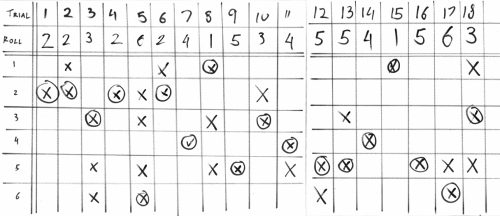 TRIAL 1 2 3 4 5 6 7 8 9 10 11 12 13 14 15 16 17 18
ROLL 2 2 3 2 6 2 4 1 5 3 4 5 5 4 1 5 6 3
1 X X X X X
2 X X X X X X
3 X X X X X X
4 ✓ X X
5 X X X X X X X X X X
6 X X X X